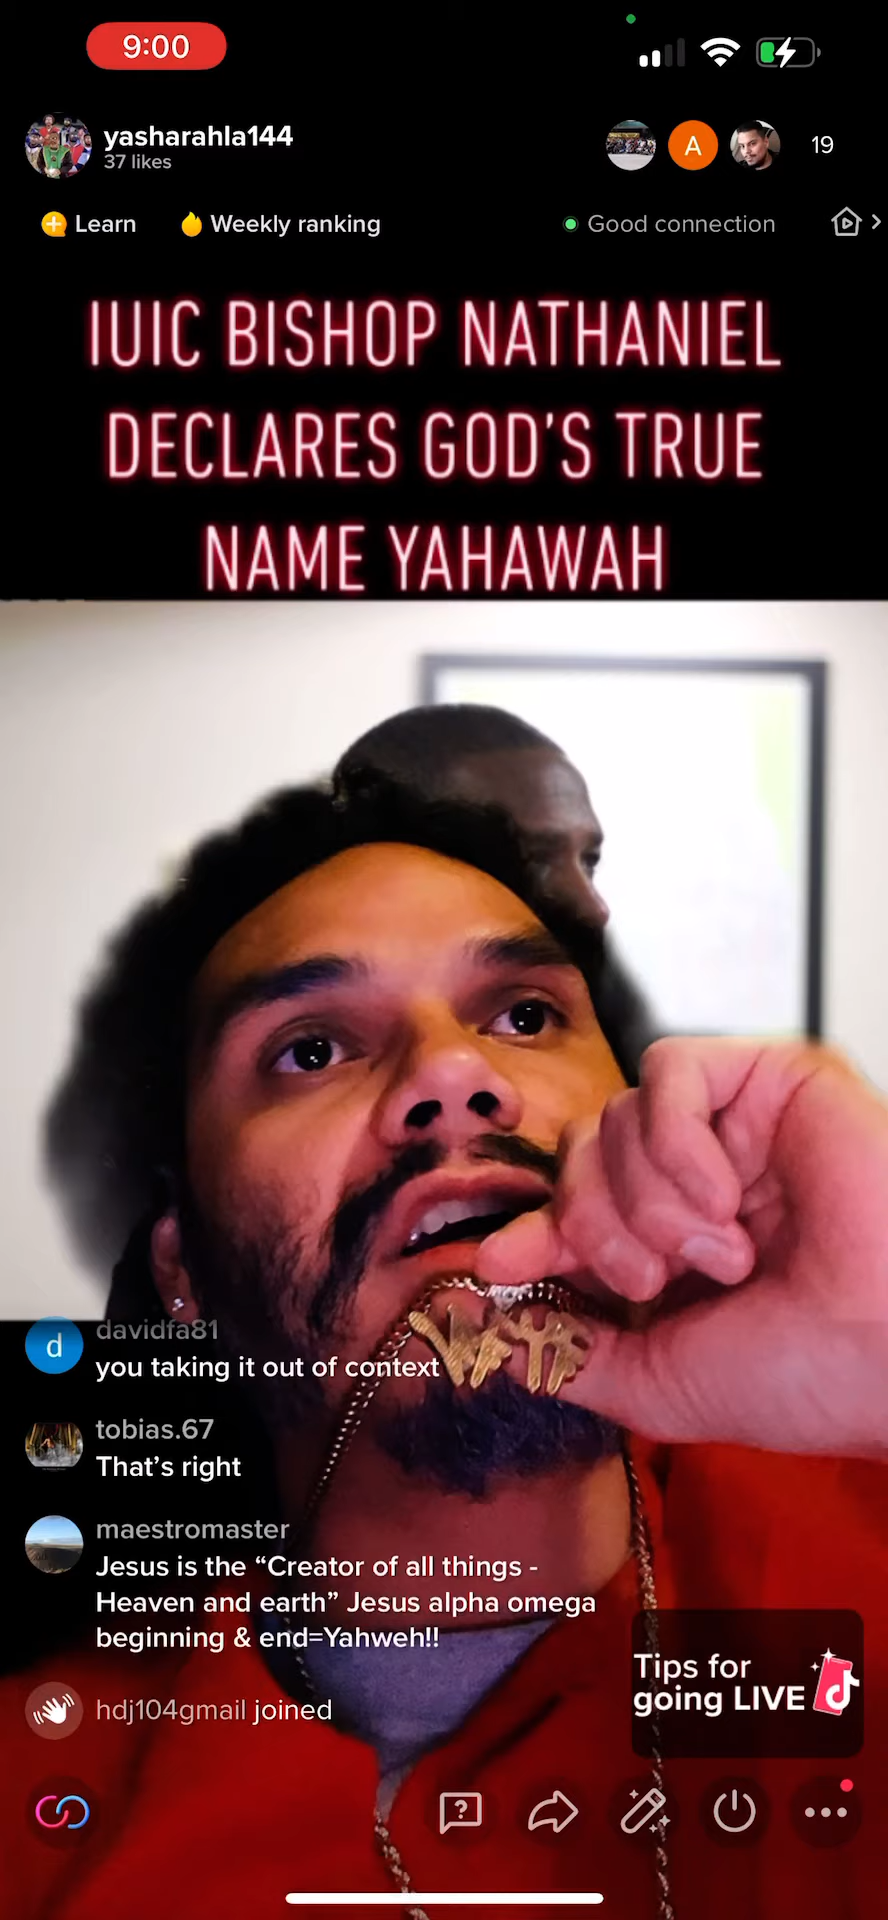 9:00
yasharahla144
37 likes
A
19
Learn
Weekly ranking
Good connection
IUIC BISHOP NATHANIEL
DECLARES GOD'S TRUE
NAME YAHAWAH
d
davidfa81
you taking it out of context
tobias.67
That's right
maestromaster
Jesus is the “Creator of all things -
Heaven and earth” Jesus alpha omega
beginning & end=Yahweh!!
hdj104gmail joined
Tips for
going LIVE